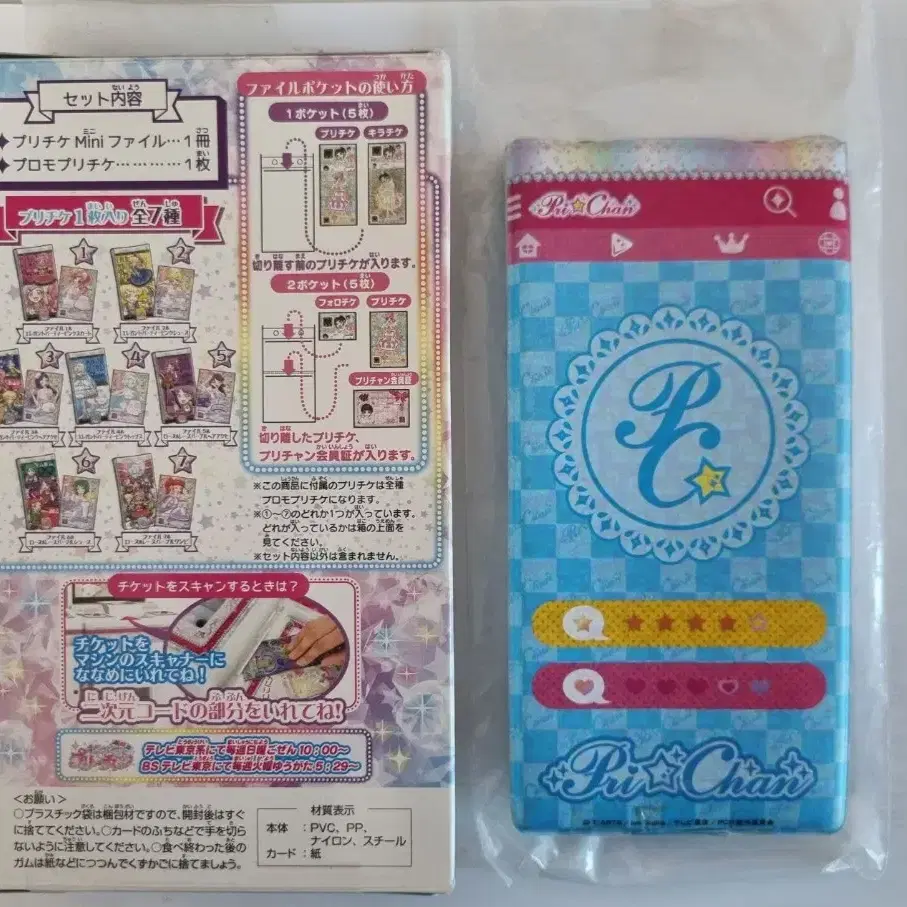 セット内容
プリチケ Mini ファイル…1冊
プロモプリチケ…………1枚
プリチケ1枚入り 全7種
1
2
3
4
5
6
7
ファイルポケットの使い方
1ポケット(5枚)
プリチケ
キラチケ
切り離す前のプリチケが入ります。
2ポケット(5枚)
フォロチケ
プリチケ
プリチャン会員証
切り離したプリチケ、
プリチャン会員証が入ります。
※この商品に付属のプリチケは全種
プロモプリチケになります。
※①~⑦のどれか1つが入っています。
どれが入っているかは箱の上面を
見てください。
※セット内容以外は含まれません。
チケットをスキャンするときは?
チケットを
マシンのスキャナーに
ななめにいれてね!
二次元コードの部分をいれてね!
テレビ東京系にて毎週日曜ごぜん10:00~
BSテレビ東京にて毎週火曜ゆうがた5:29~
<お願い>
○プラスチック袋は梱包材ですので、開封後はすぐ
に捨ててください。○カードのふちなどで手を切ら
ないように注意してください。○食べ終わった後の
ガムは紙などにつつんでくずかごに捨てましょう。
材質表示
本体 :PVC、PP、
ナイロン、スチール
カード:紙
Pri☆Chan
PC
Pri☆Chan